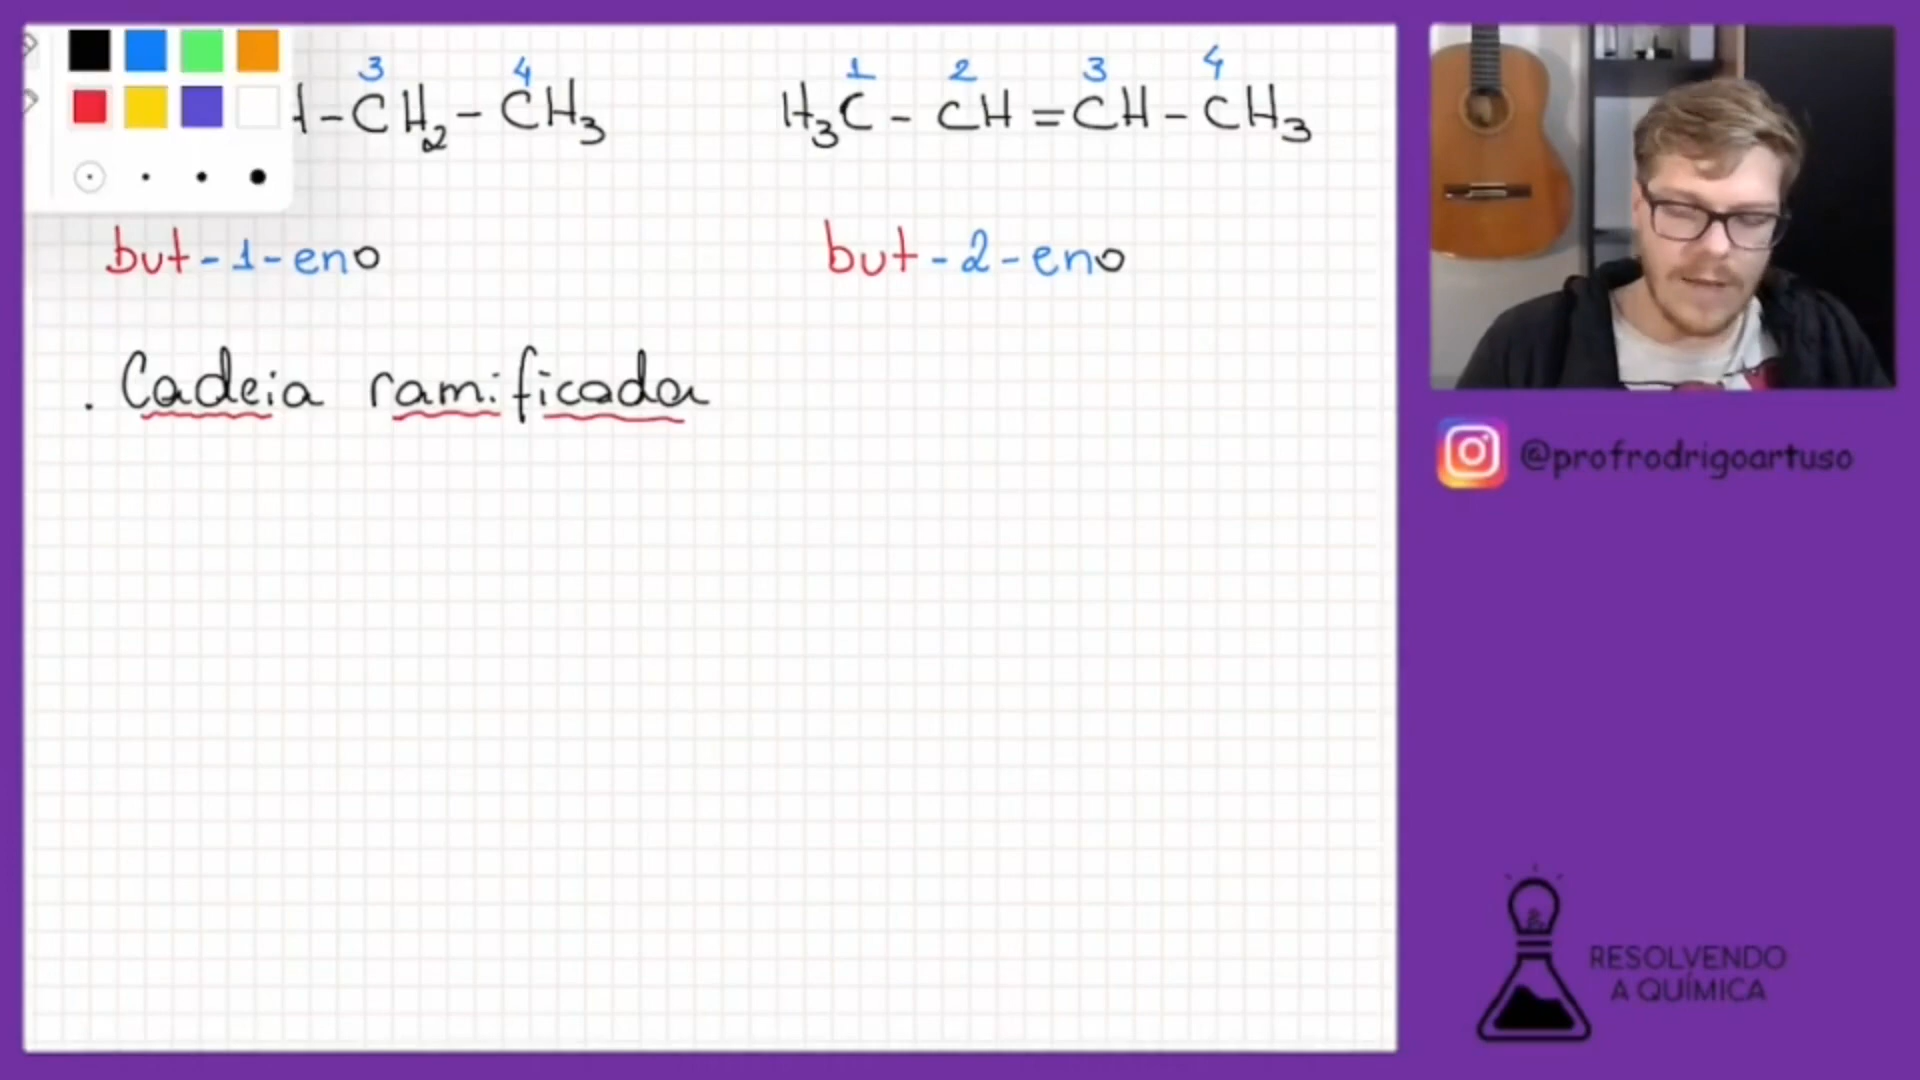 3 4
-CH₂-CH₃
1 2 3 4
H₃C-CH=CH-CH₃
but-1-eno
but-2-eno
. Cadeia ramificada
@profrodrigoartuso
RESOLVENDO
A QUÍMICA